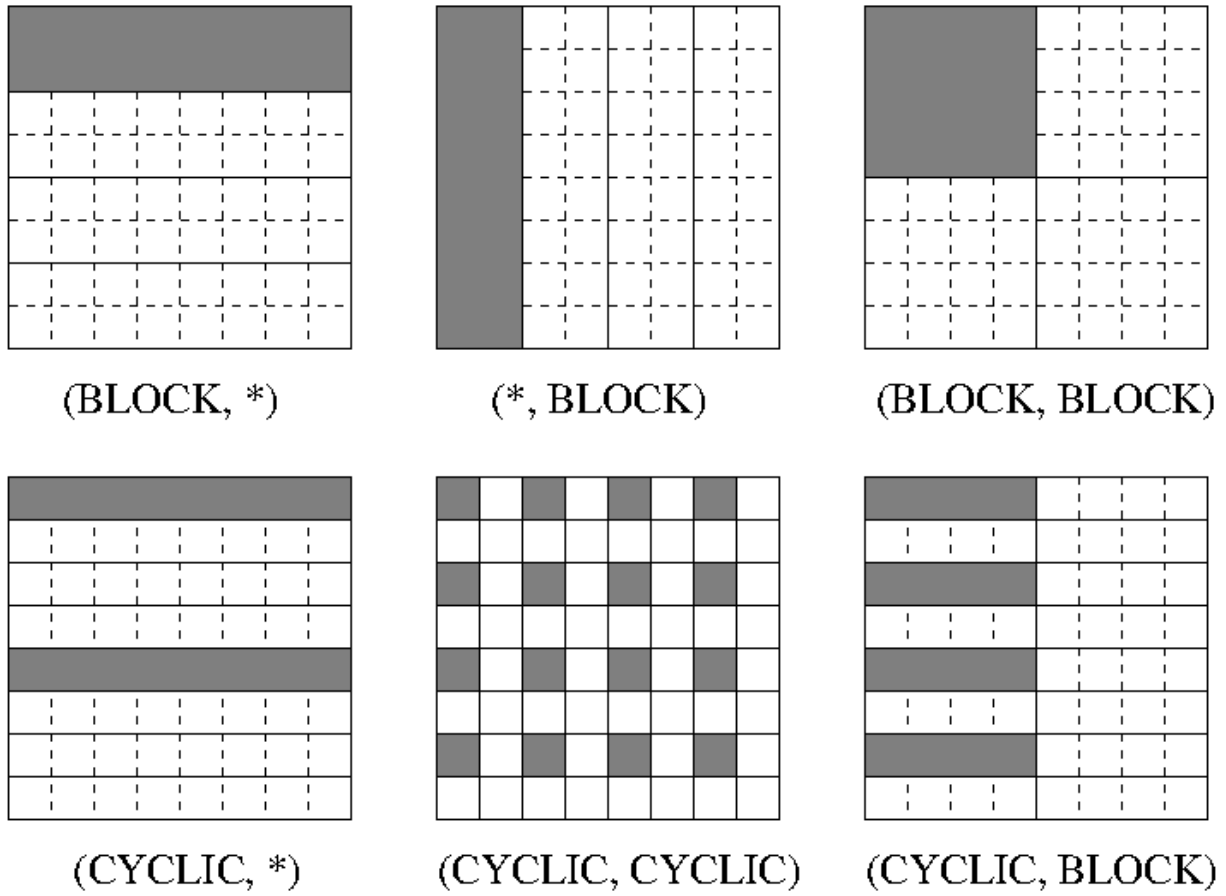 (BLOCK, *)
(*, BLOCK)
(BLOCK, BLOCK)
(CYCLIC, *)
(CYCLIC, CYCLIC)
(CYCLIC, BLOCK)